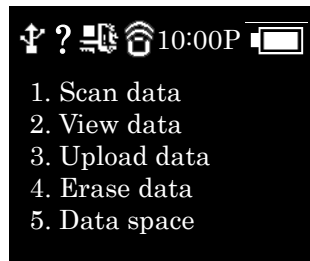 ? 10:00P
1. Scan data
2. View data
3. Upload data
4. Erase data
5. Data space